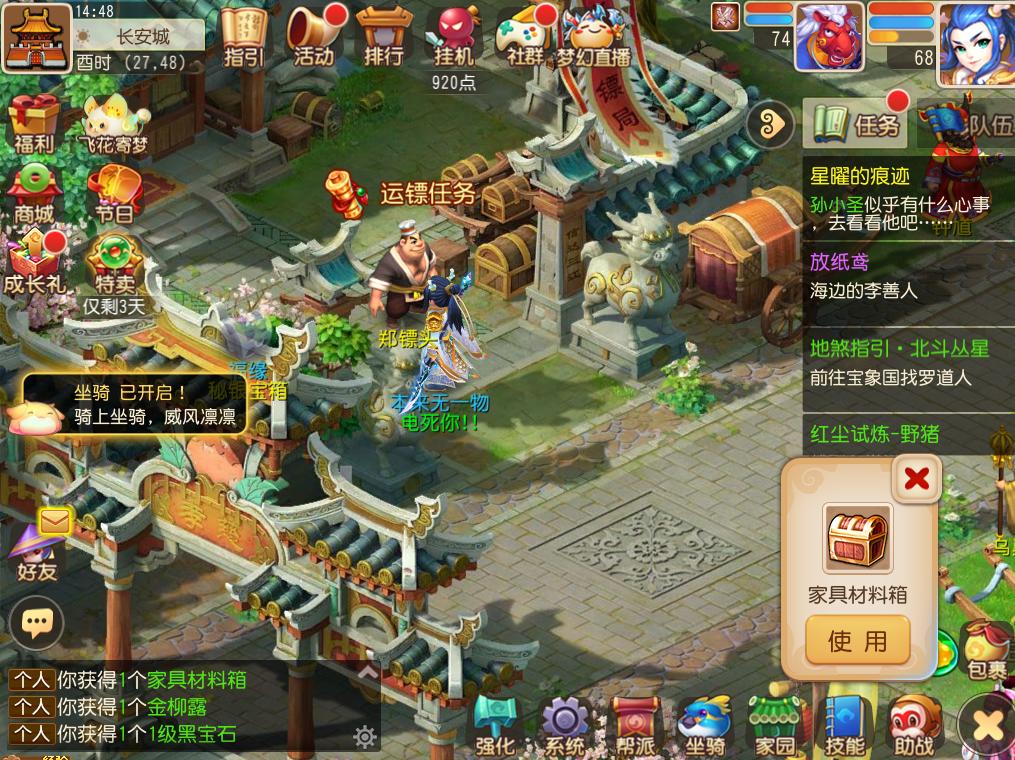 14:48
长安城
酉时 (27,48)
指引
活动
排行
挂机
920点
社群
梦幻直播
74
68
福利
飞花寄梦
商城
节日
成长礼
特卖
仅剩3天
镖局
运镖任务
郑镖头
本来无一物
电死你!!
福缘
秘银宝箱
坐骑 已开启!
骑上坐骑,威风凛凛
任务
队伍
钟馗
星曜的痕迹
孙小圣似乎有什么心事
,去看看他吧……
放纸鸢
海边的李善人
地煞指引·北斗丛星
前往宝象国找罗道人
红尘试炼-野猪
家具材料箱
使用
好友
个人 你获得1个家具材料箱
个人 你获得1个金柳露
个人 你获得1个1级黑宝石
包裹
强化
系统
帮派
坐骑
家园
技能
助战